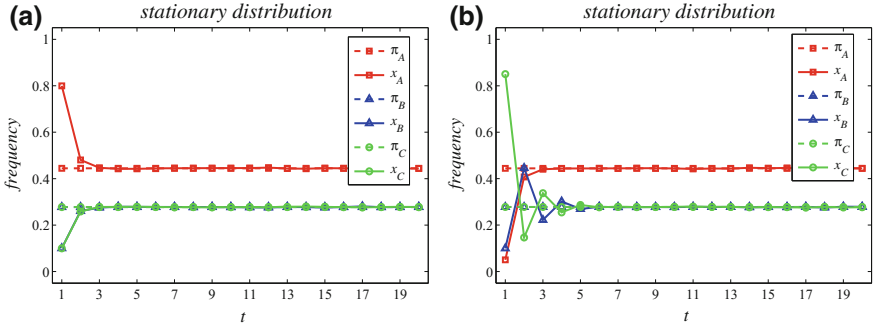 (a)
stationary distribution
frequency
1
0.8
0.6
0.4
0.2
0
1 3 5 7 9 11 13 15 17 19
t
π_A
x_A
π_B
x_B
π_C
x_C
(b)
stationary distribution
frequency
1
0.8
0.6
0.4
0.2
0
1 3 5 7 9 11 13 15 17 19
t
π_A
x_A
π_B
x_B
π_C
x_C